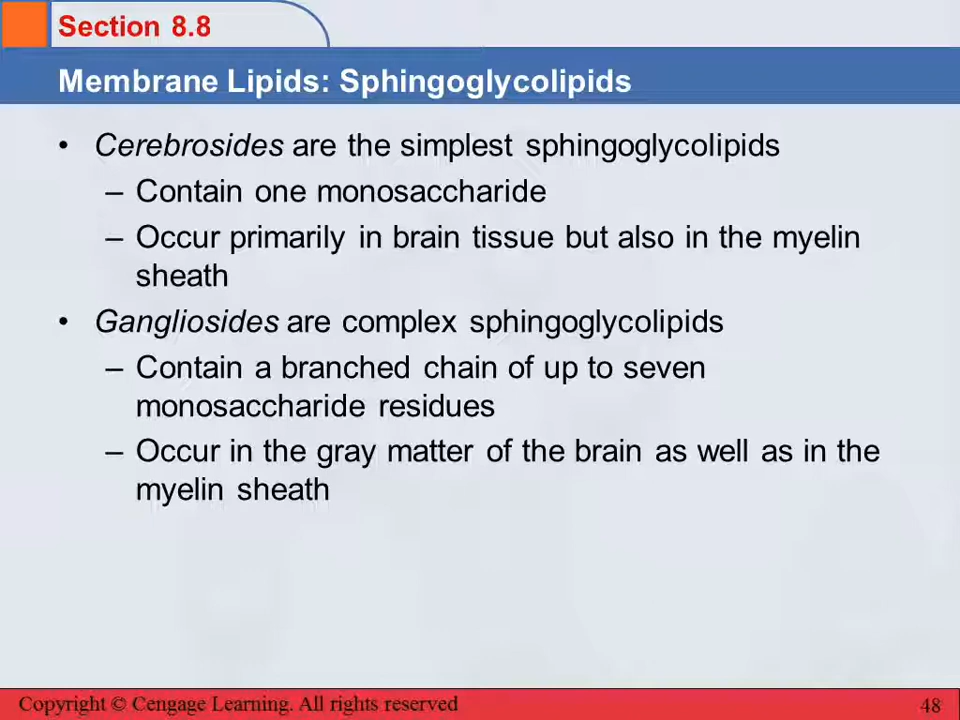 Section 8.8
Membrane Lipids: Sphingoglycolipids
• Cerebrosides are the simplest sphingoglycolipids
– Contain one monosaccharide
– Occur primarily in brain tissue but also in the myelin
sheath
• Gangliosides are complex sphingoglycolipids
– Contain a branched chain of up to seven
monosaccharide residues
– Occur in the gray matter of the brain as well as in the
myelin sheath
Copyright © Cengage Learning. All rights reserved
48